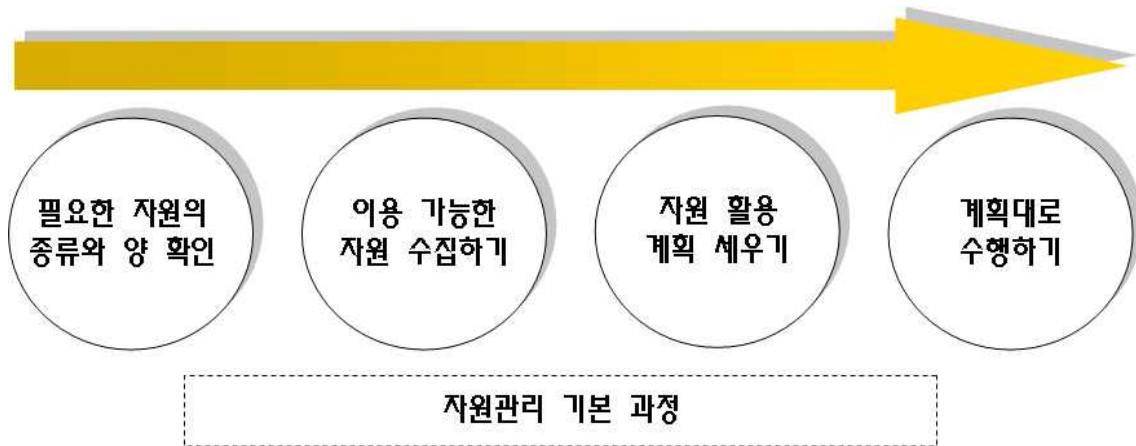 필요한 자원의
종류와 양 확인
이용 가능한
자원 수집하기
자원 활용
계획 세우기
계획대로
수행하기
자원관리 기본 과정